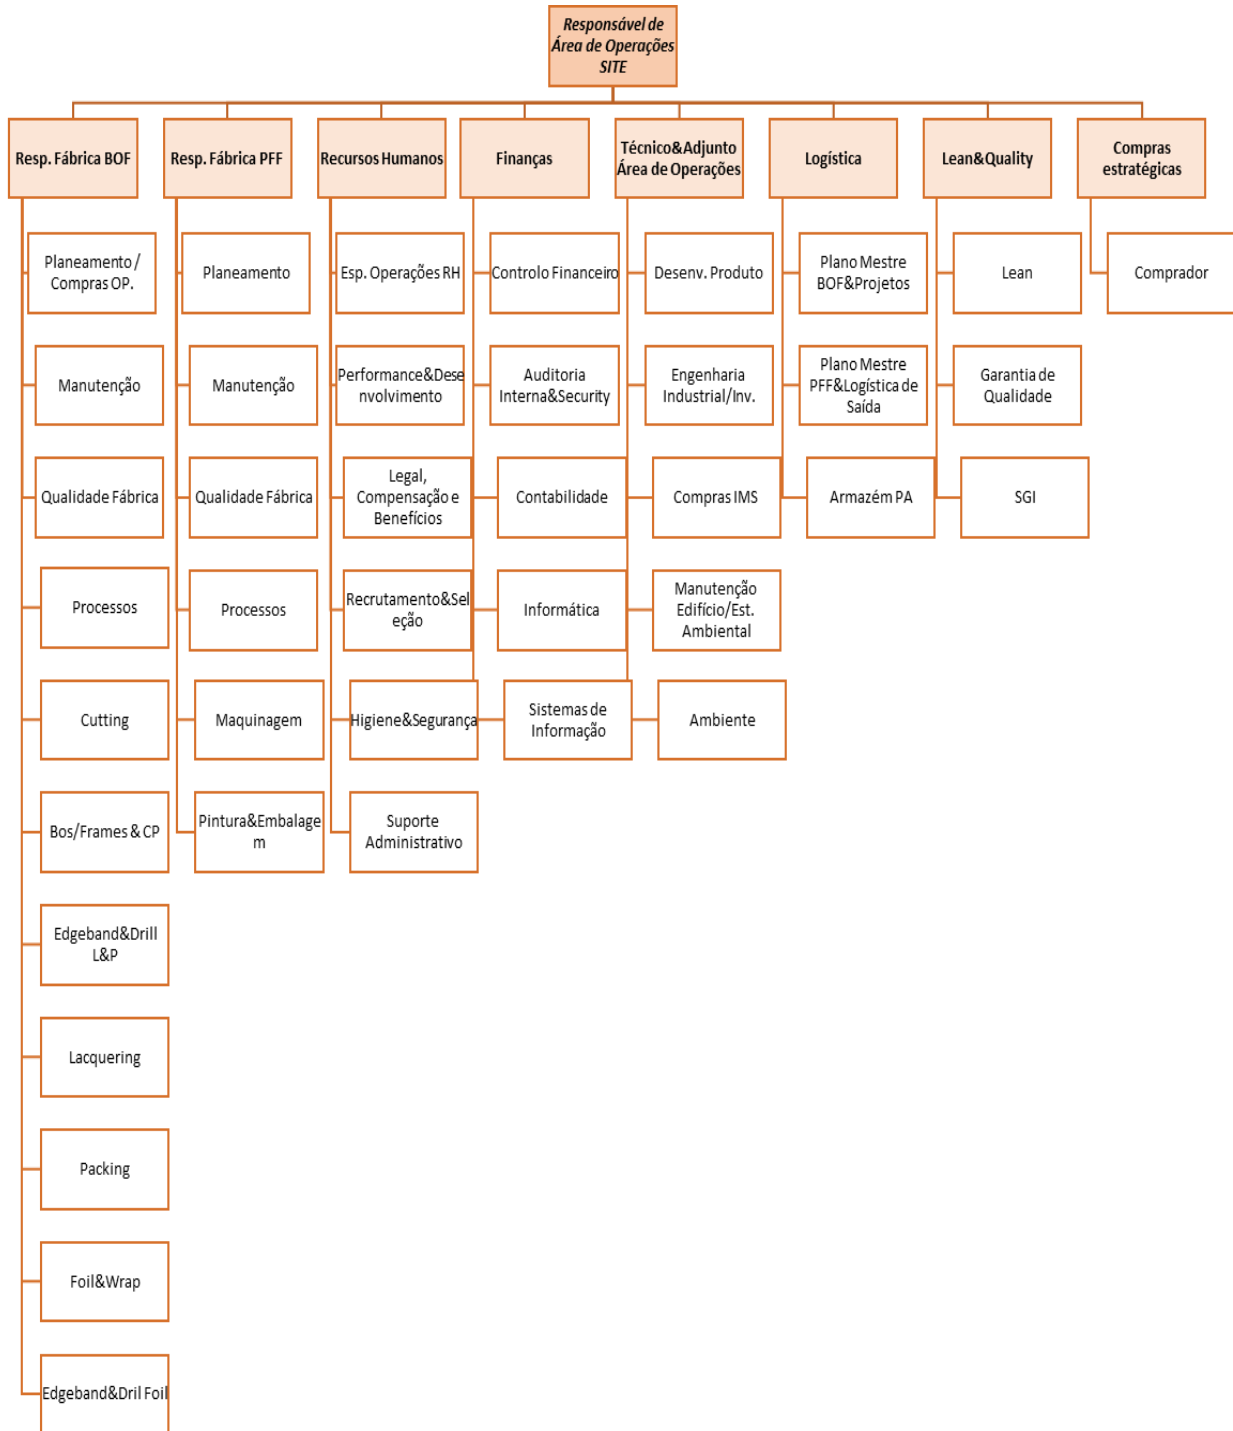 Responsável de
Área de Operações
SITE
Resp. Fábrica BOF
Resp. Fábrica PFF
Recursos Humanos
Finanças
Técnico&Adjunto
Área de Operações
Logística
Lean&Quality
Compras
estratégicas
Planeamento /
Compras OP.
Planeamento
Esp. Operações RH
Controlo Financeiro
Desenv. Produto
Plano Mestre
BOF&Projetos
Lean
Comprador
Manutenção
Manutenção
Performance&Dese
nvolvimento
Auditoria
Interna&Security
Engenharia
Industrial/Inv.
Plano Mestre
PFF&Logística de
Saída
Garantia de
Qualidade
Qualidade Fábrica
Qualidade Fábrica
Legal,
Compensação e
Benefícios
Contabilidade
Compras IMS
Armazém PA
SGI
Processos
Processos
Recrutamento&Sel
eção
Informática
Manutenção
Edifício/Est.
Ambiental
Cutting
Maquinagem
Higiene&Segurança
Sistemas de
Informação
Ambiente
Bos/Frames & CP
Pintura&Embalage
m
Suporte
Administrativo
Edgeband&Drill
L&P
Lacquering
Packing
Foil&Wrap
Edgeband&Dril Foil